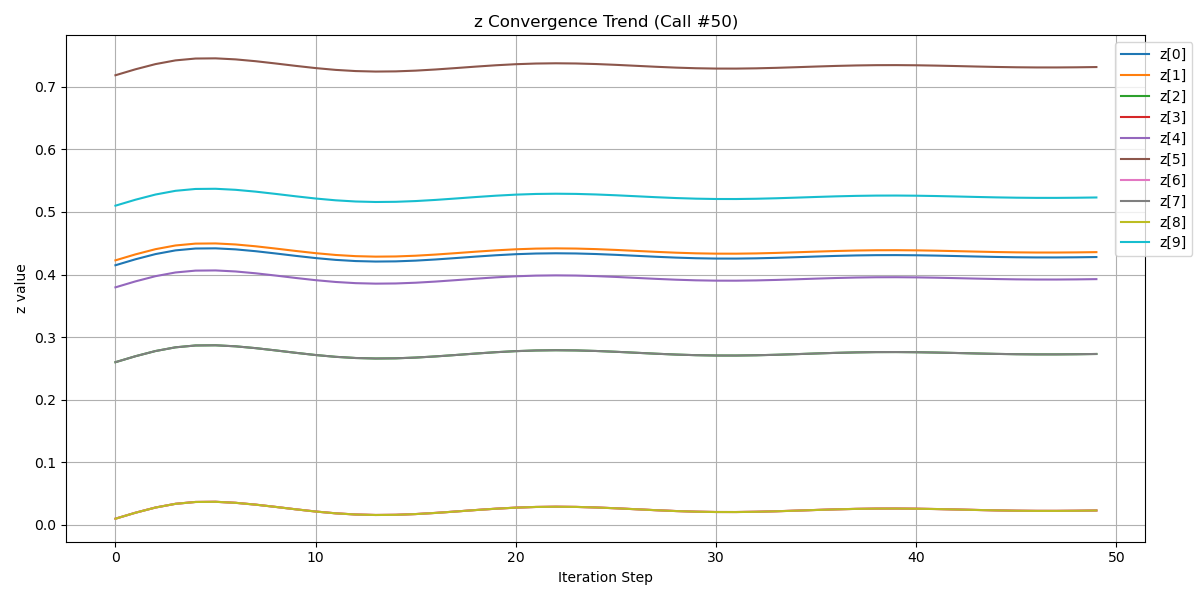 z Convergence Trend (Call #50)
z value
0.7
0.6
0.5
0.4
0.3
0.2
0.1
0.0
0 10 20 30 40 50
Iteration Step
z[0]
z[1]
z[2]
z[3]
z[4]
z[5]
z[6]
z[7]
z[8]
z[9]